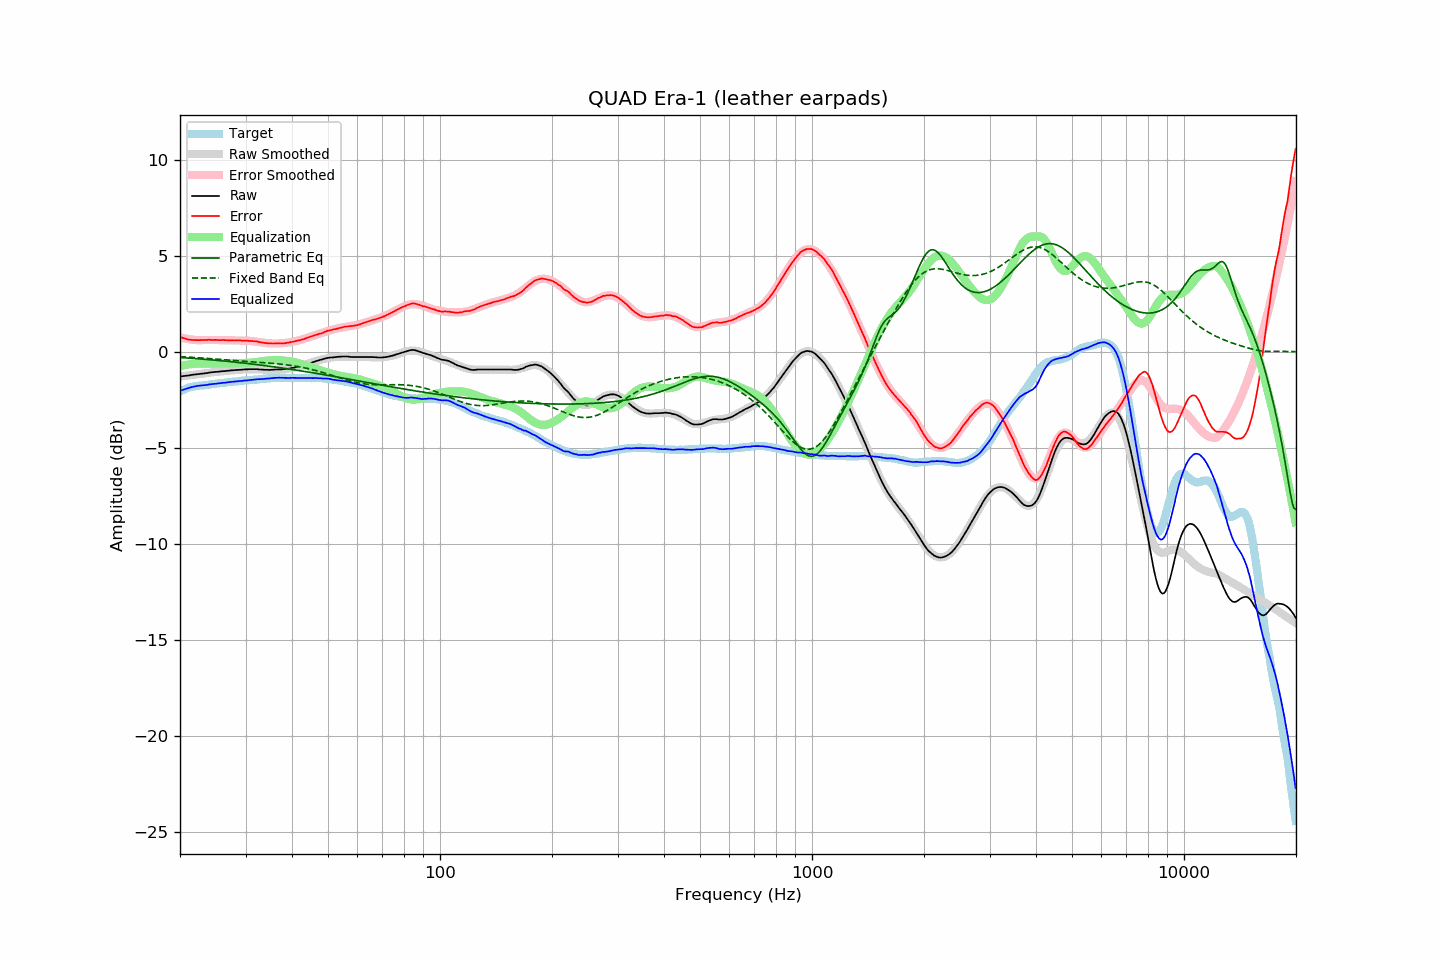 QUAD Era-1 (leather earpads)
Target
Raw Smoothed
Error Smoothed
Raw
Error
Equalization
Parametric Eq
Fixed Band Eq
Equalized
10
5
0
−5
−10
−15
−20
−25
Amplitude (dBr)
100
1000
10000
Frequency (Hz)